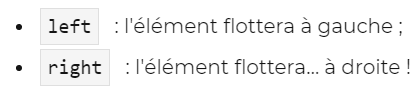 • left : l'élément flottera à gauche ;
• right : l'élément flottera... à droite !